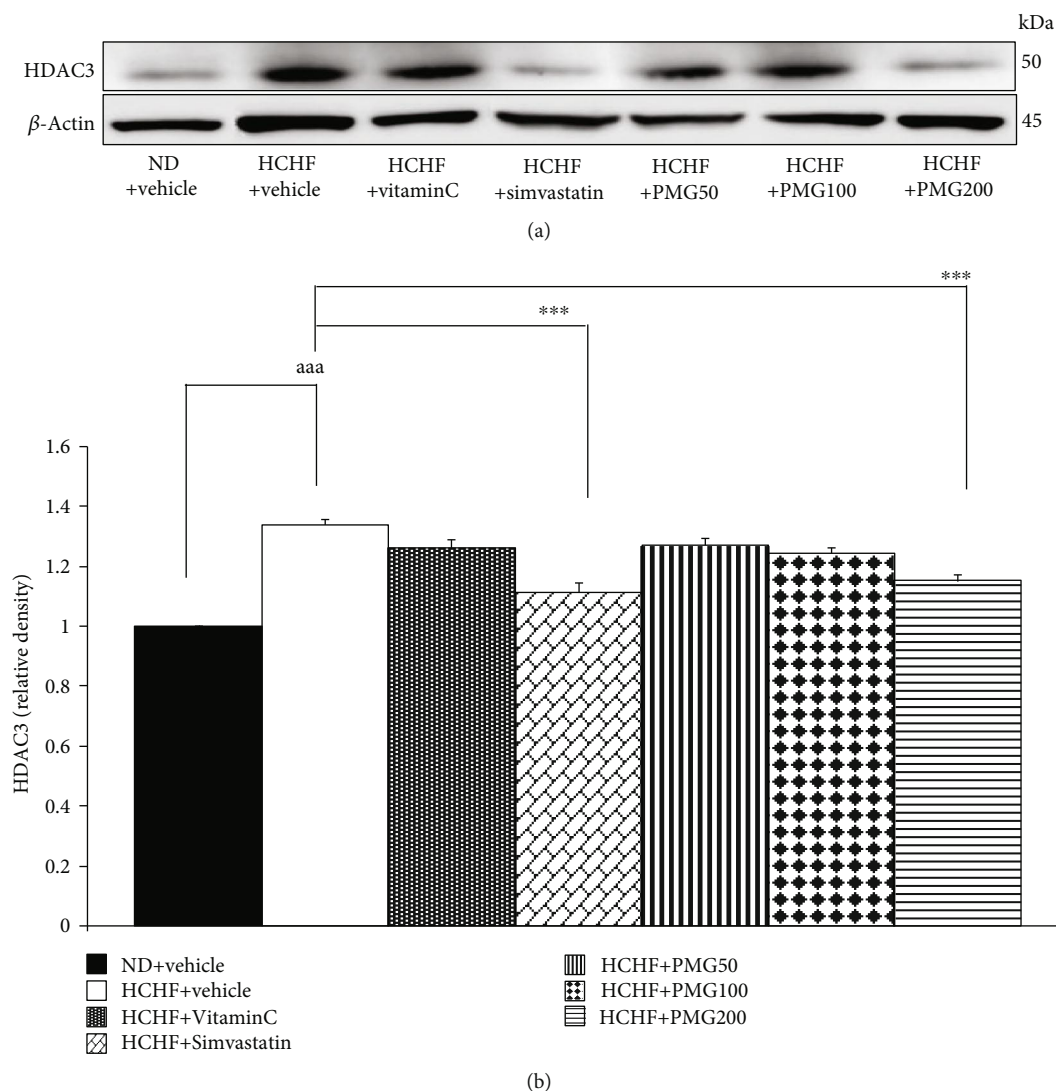 kDa
HDAC3
50
β-Actin
45
ND
+vehicle
HCHF
+vehicle
HCHF
+vitaminC
HCHF
+simvastatin
HCHF
+PMG50
HCHF
+PMG100
HCHF
+PMG200
(a)
***
***
aaa
1.6
1.4
1.2
1
0.8
0.6
0.4
0.2
0
HDAC3 (relative density)
ND+vehicle
HCHF+vehicle
HCHF+VitaminC
HCHF+Simvastatin
HCHF+PMG50
HCHF+PMG100
HCHF+PMG200
(b)